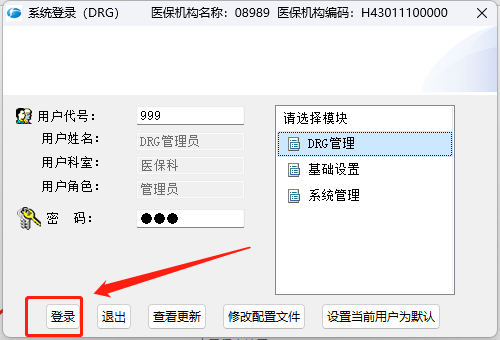 系统登录（DRG） 医保机构名称：08989 医保机构编码：H43011100000
用户代号： 999
用户姓名： DRG管理员
用户科室： 医保科
用户角色： 管理员
密 码： ●●●
请选择模块
DRG管理
基础设置
系统管理
登录 退出 查看更新 修改配置文件 设置当前用户为默认